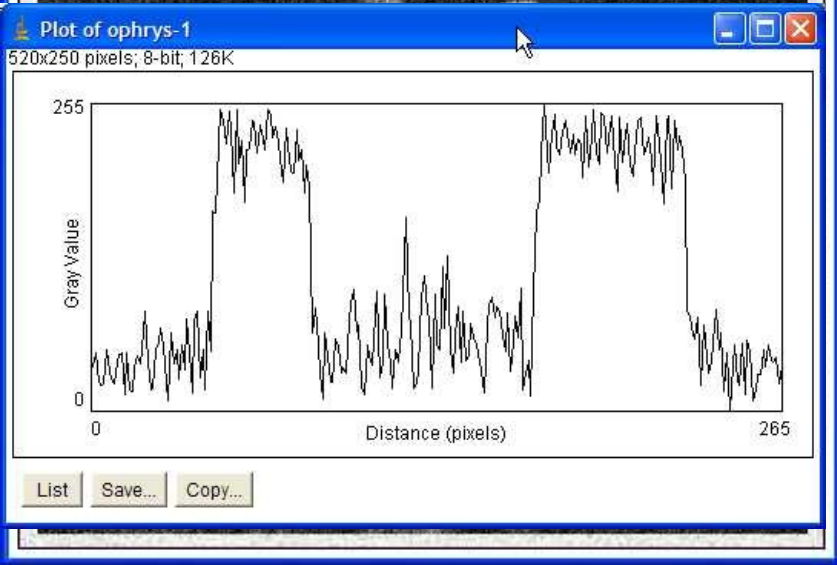 Plot of ophrys-1
520x250 pixels; 8-bit; 126K
255
Gray Value
0
0
Distance (pixels)
265
List
Save...
Copy...